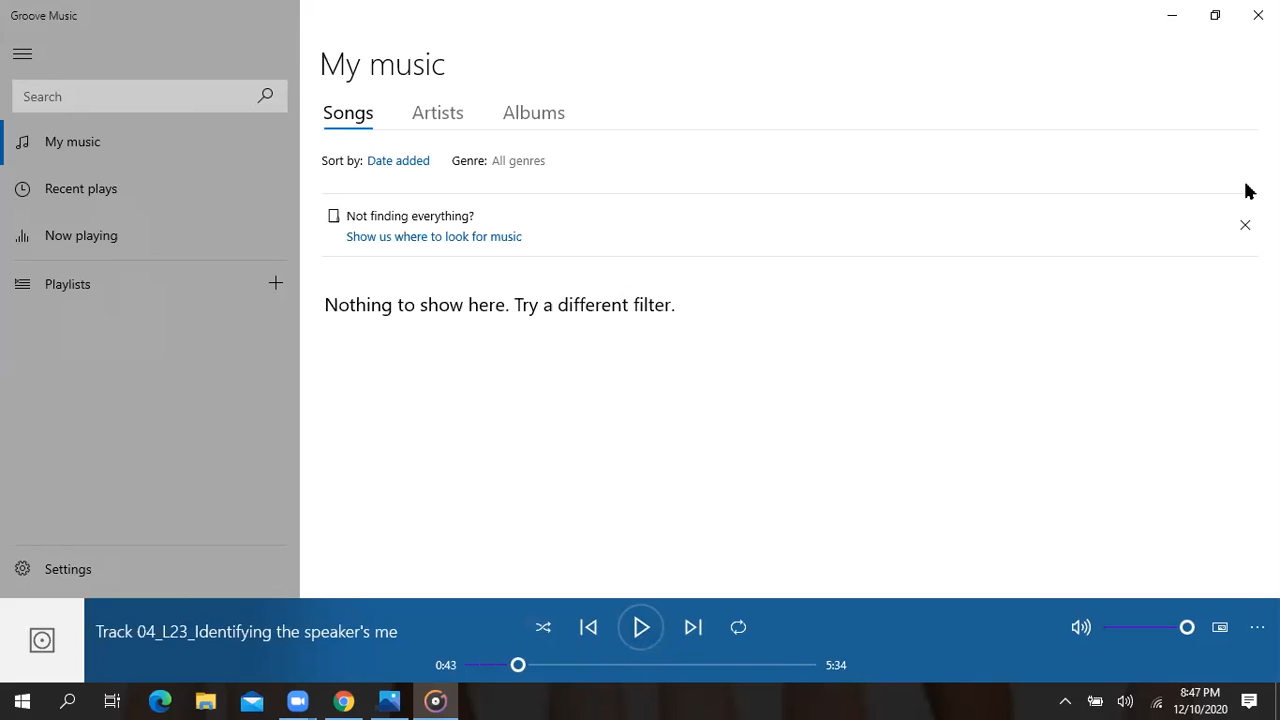 Groove Music
Search
My music
Recent plays
Now playing
Playlists
Settings
My music
Songs Artists Albums
Sort by: Date added Genre: All genres
Not finding everything?
Show us where to look for music
Nothing to show here. Try a different filter.
Track 04_L23_Identifying the speaker's me
0:43 5:34
8:47 PM
12/10/2020